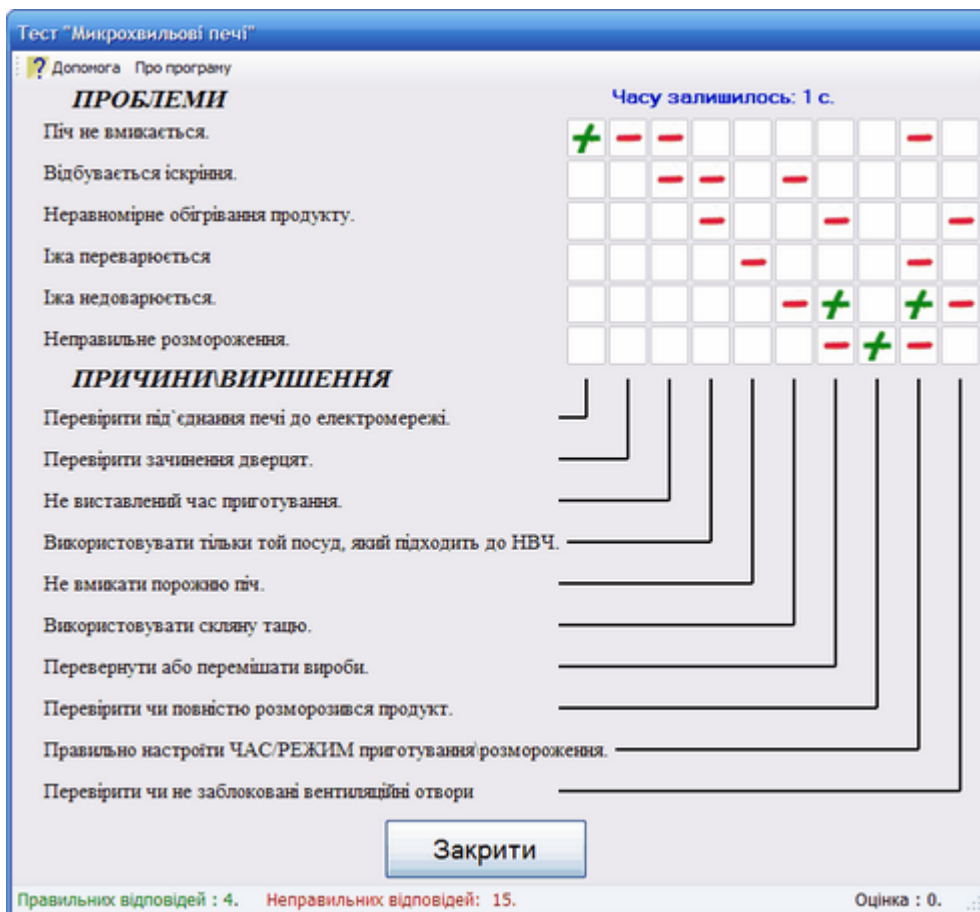 Тест "Микрохвильові печі"
Допомога Про програму
ПРОБЛЕМИ
Часу залишилось: 1 с.
Піч не вмикається.
Відбувається іскріння.
Неравномірне обігрівання продукту.
Їжа переварюється
Їжа недоварюється.
Неправильне розмороження.
ПРИЧИНИ\ВИРІШЕННЯ
Перевірити під`єднання печі до електромережі.
Перевірити зачинення дверцят.
Не виставлений час приготування.
Використовувати тільки той посуд, який підходить до НВЧ.
Не вмикати порожню піч.
Використовувати скляну тацю.
Перевернути або перемішати вироби.
Перевірити чи повністю розморозився продукт.
Правильно настроїти ЧАС/РЕЖИМ приготування\розмороження.
Перевірити чи не заблоковані вентиляційні отвори
Закрити
Правильних відповідей : 4. Неправильних відповідей: 15. Оцінка : 0.